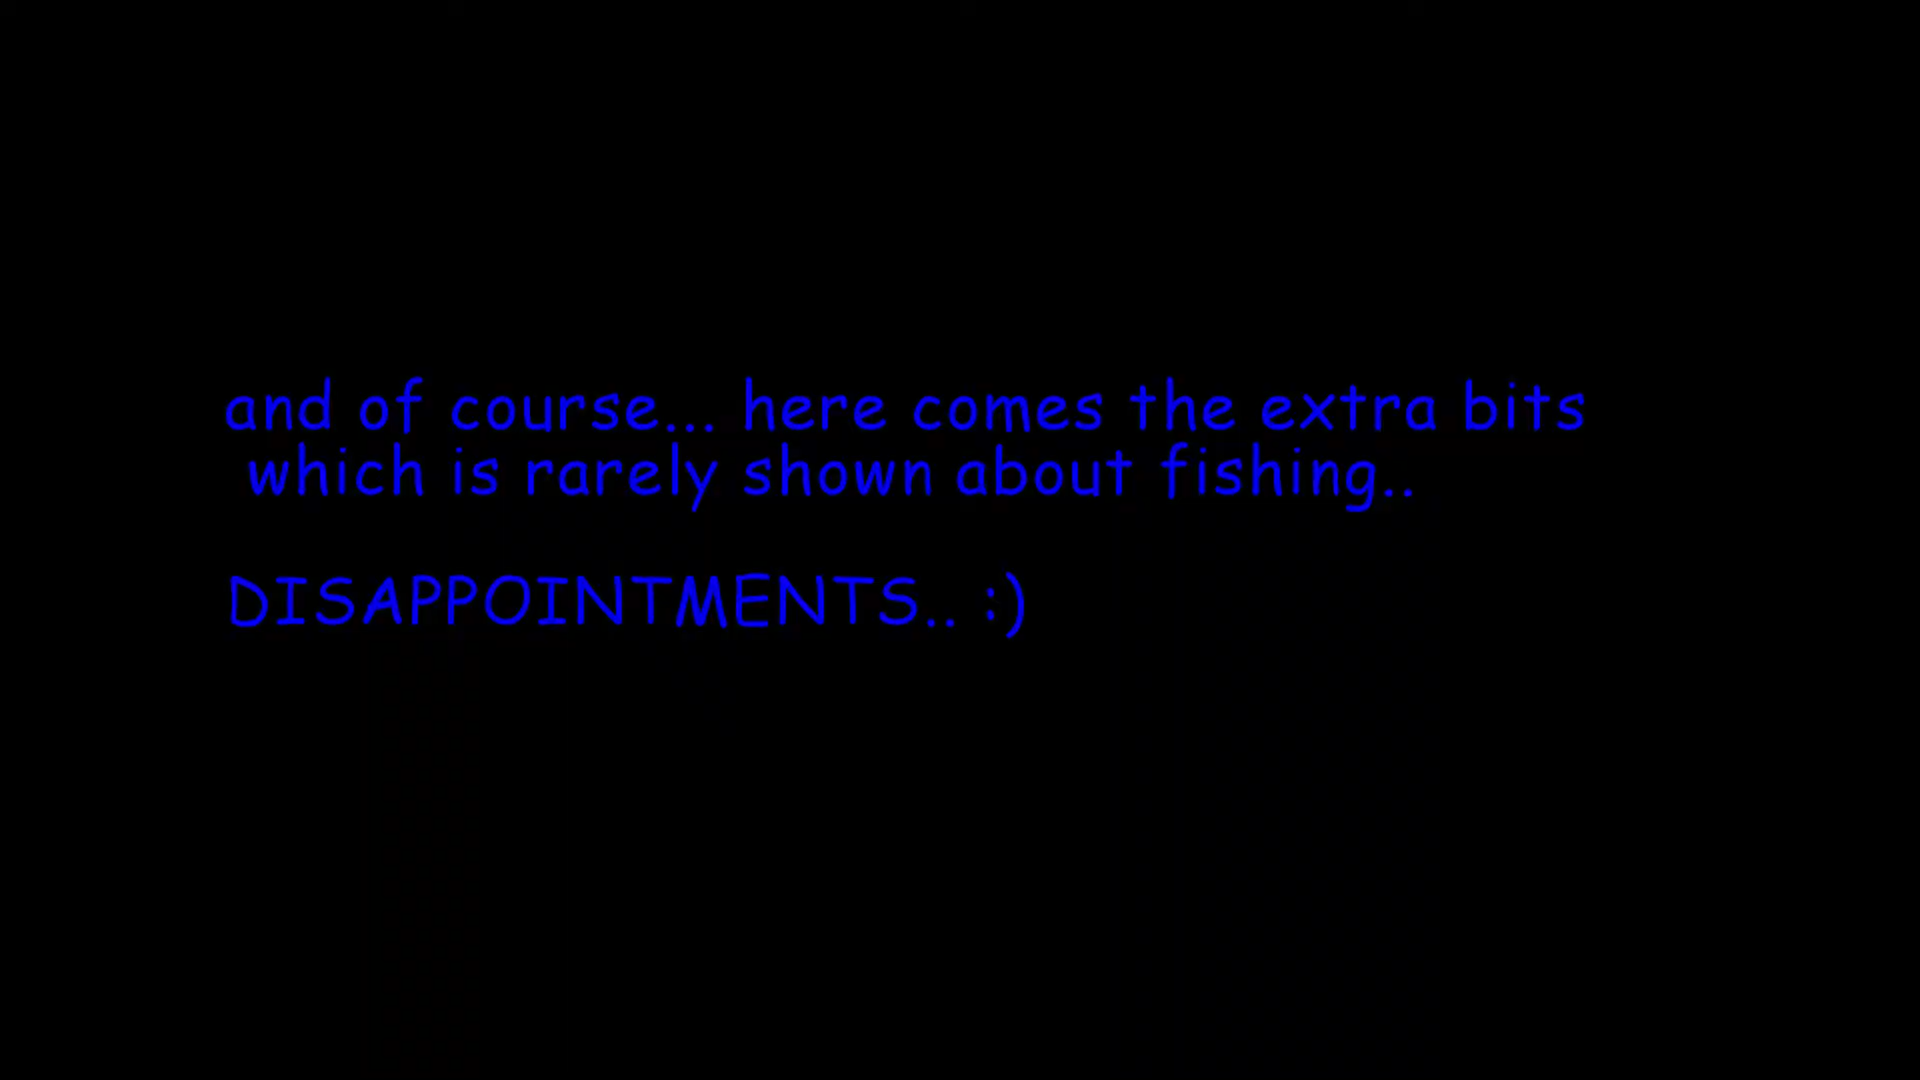 and of course... here comes the extra bits
which is rarely shown about fishing..
DISAPPOINTMENTS.. :)